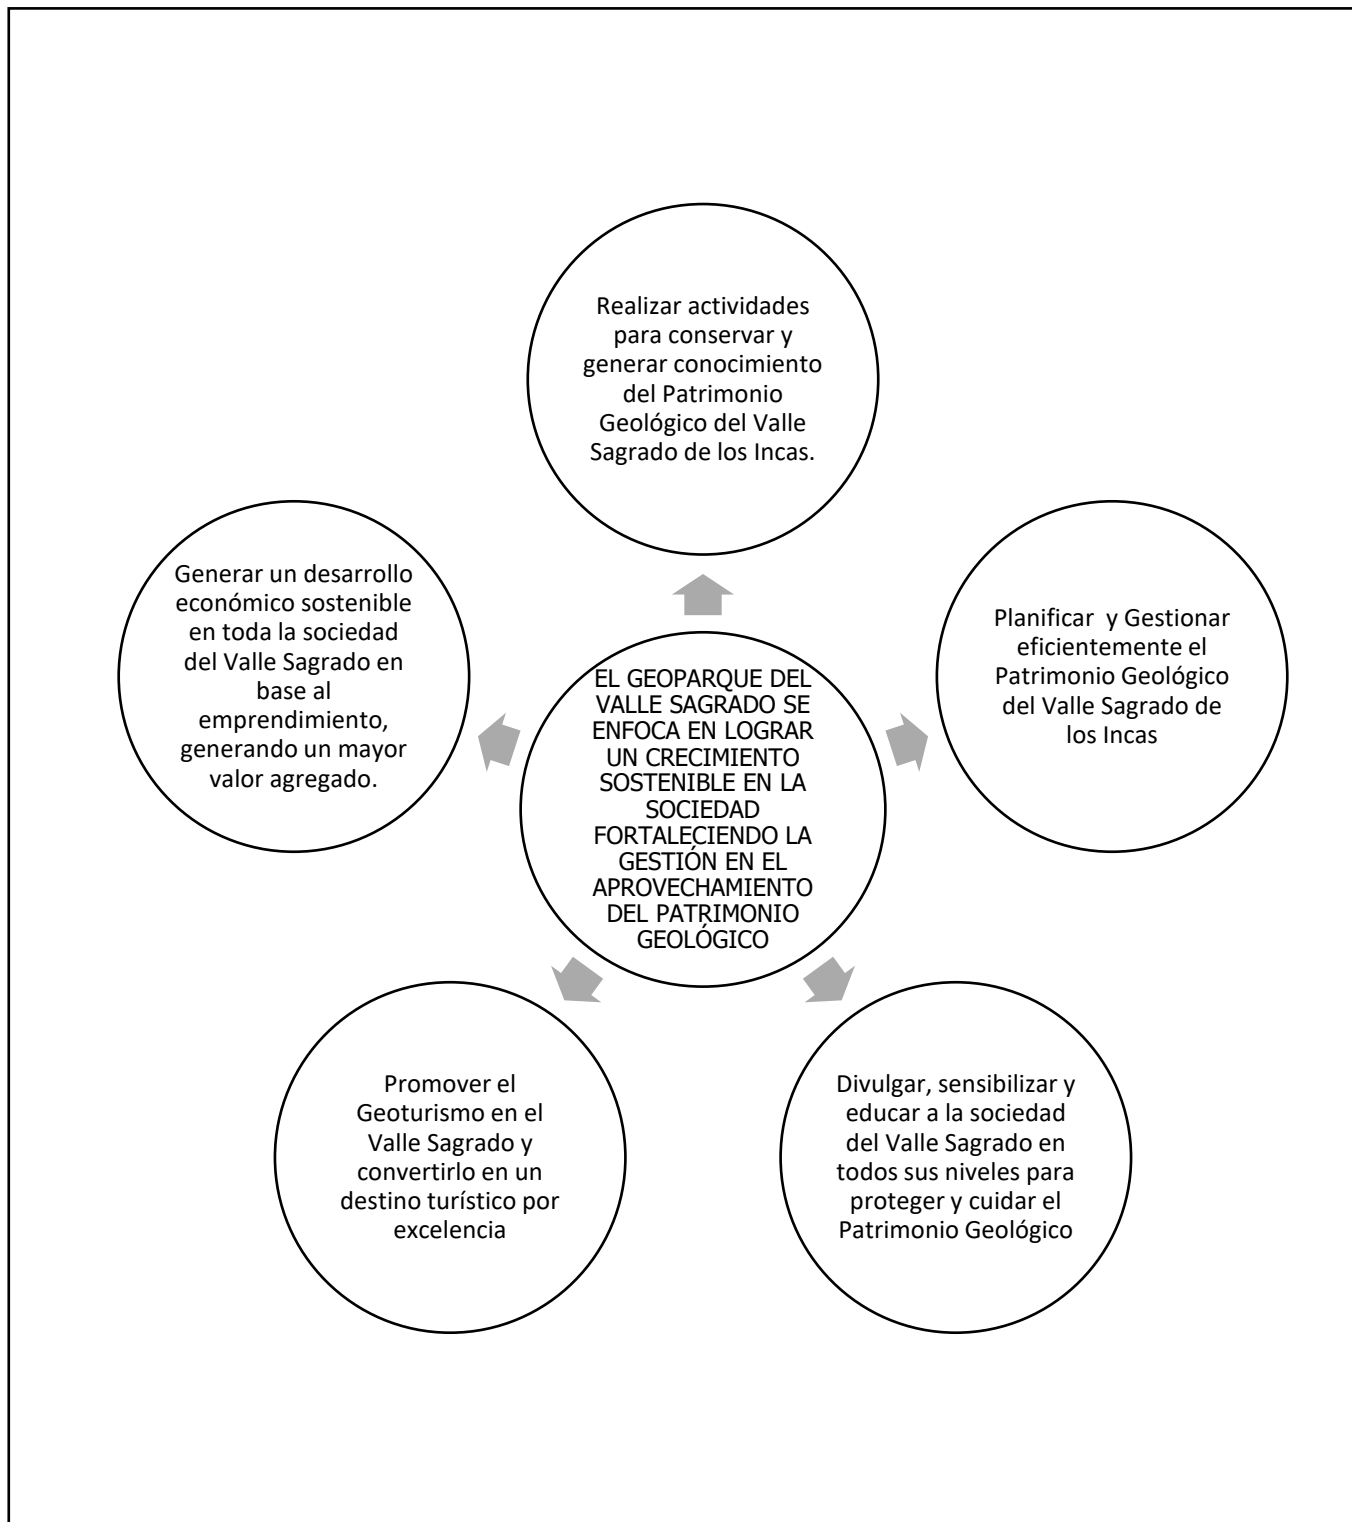 Realizar actividades
para conservar y
generar conocimiento
del Patrimonio
Geológico del Valle
Sagrado de los Incas.
Generar un desarrollo
económico sostenible
en toda la sociedad
del Valle Sagrado en
base al
emprendimiento,
generando un mayor
valor agregado.
Planificar  y Gestionar
eficientemente el
Patrimonio Geológico
del Valle Sagrado de
los Incas
EL GEOPARQUE DEL
VALLE SAGRADO SE
ENFOCA EN LOGRAR
UN CRECIMIENTO
SOSTENIBLE EN LA
SOCIEDAD
FORTALECIENDO LA
GESTIÓN EN EL
APROVECHAMIENTO
DEL PATRIMONIO
GEOLÓGICO
Promover el
Geoturismo en el
Valle Sagrado y
convertirlo en un
destino turístico por
excelencia
Divulgar, sensibilizar y
educar a la sociedad
del Valle Sagrado en
todos sus niveles para
proteger y cuidar el
Patrimonio Geológico